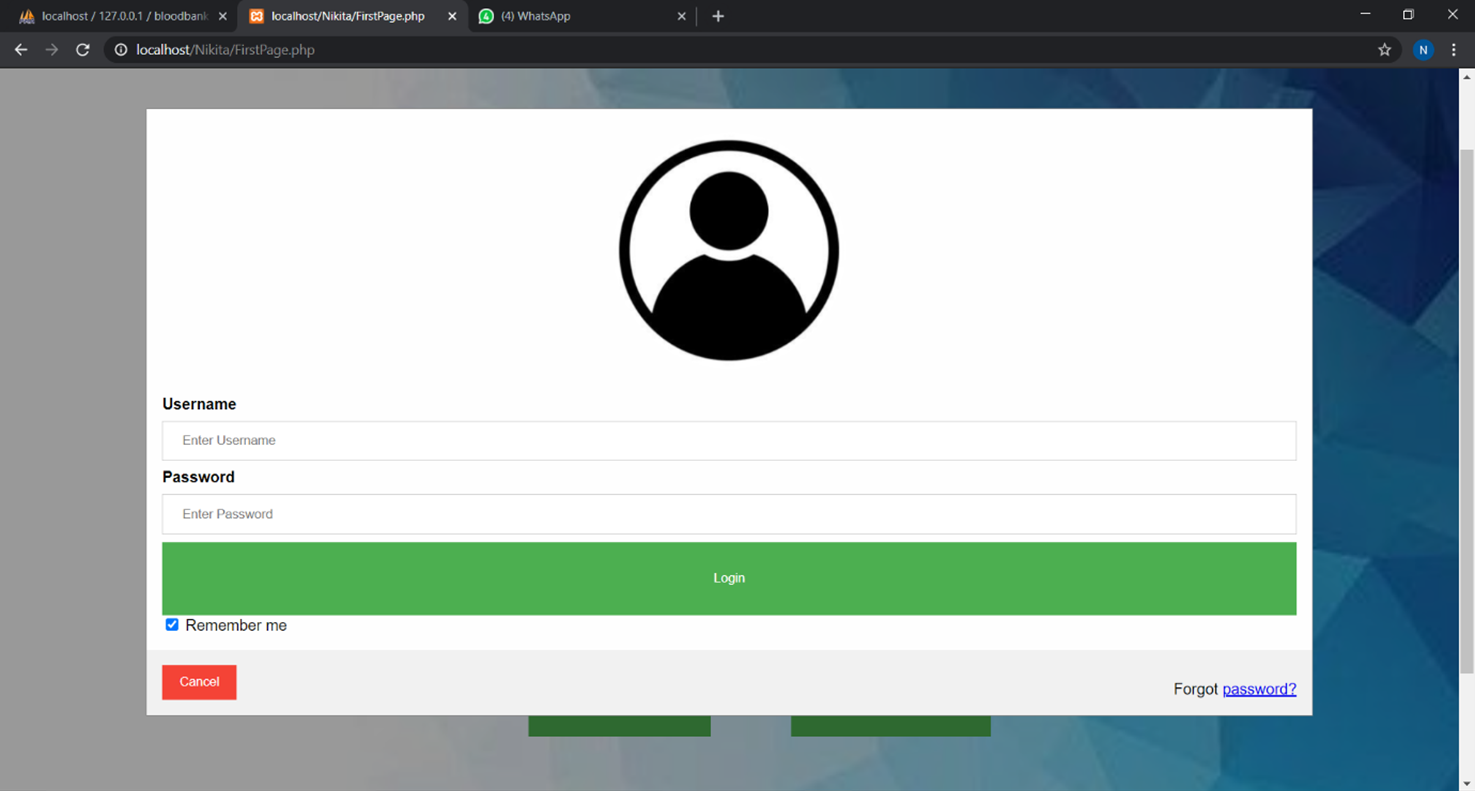 localhost / 127.0.0.1 / bloodbank
localhost/Nikita/FirstPage.php
(4) WhatsApp
localhost/Nikita/FirstPage.php
N
Username
Enter Username
Password
Enter Password
Login
Remember me
Cancel
Forgot password?